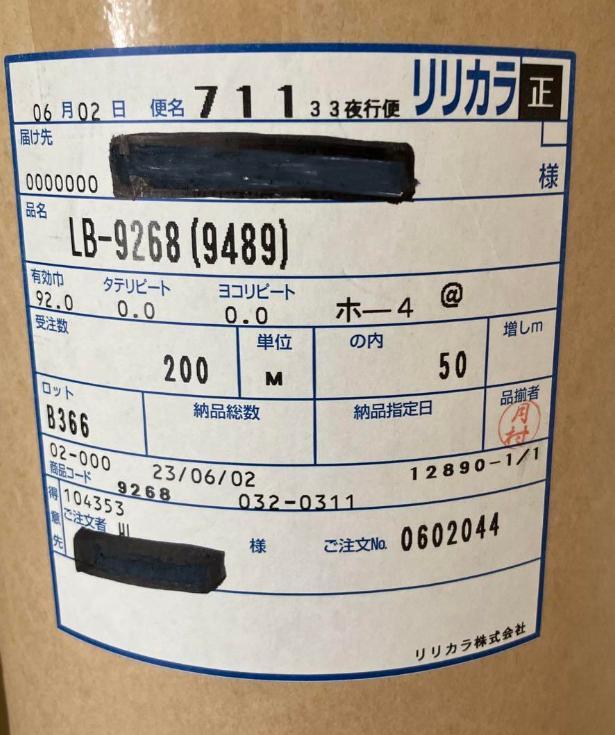 06 月 02 日 便名 711 33夜行便 リリカラ 正
届け先
0000000 様
品名
LB-9268(9489)
有効巾 タテリピート ヨコリピート
92.0 0.0 0.0 ホ―4 @
受注数 単位 の内 増しm
200 M 50
ロット 納品総数 納品指定日 品揃者
B366
02-000 23/06/02 12890-1/1
商品コード 9268 032-0311
得意先 104353
ご注文者 様 ご注文No. 0602044
リリカラ株式会社